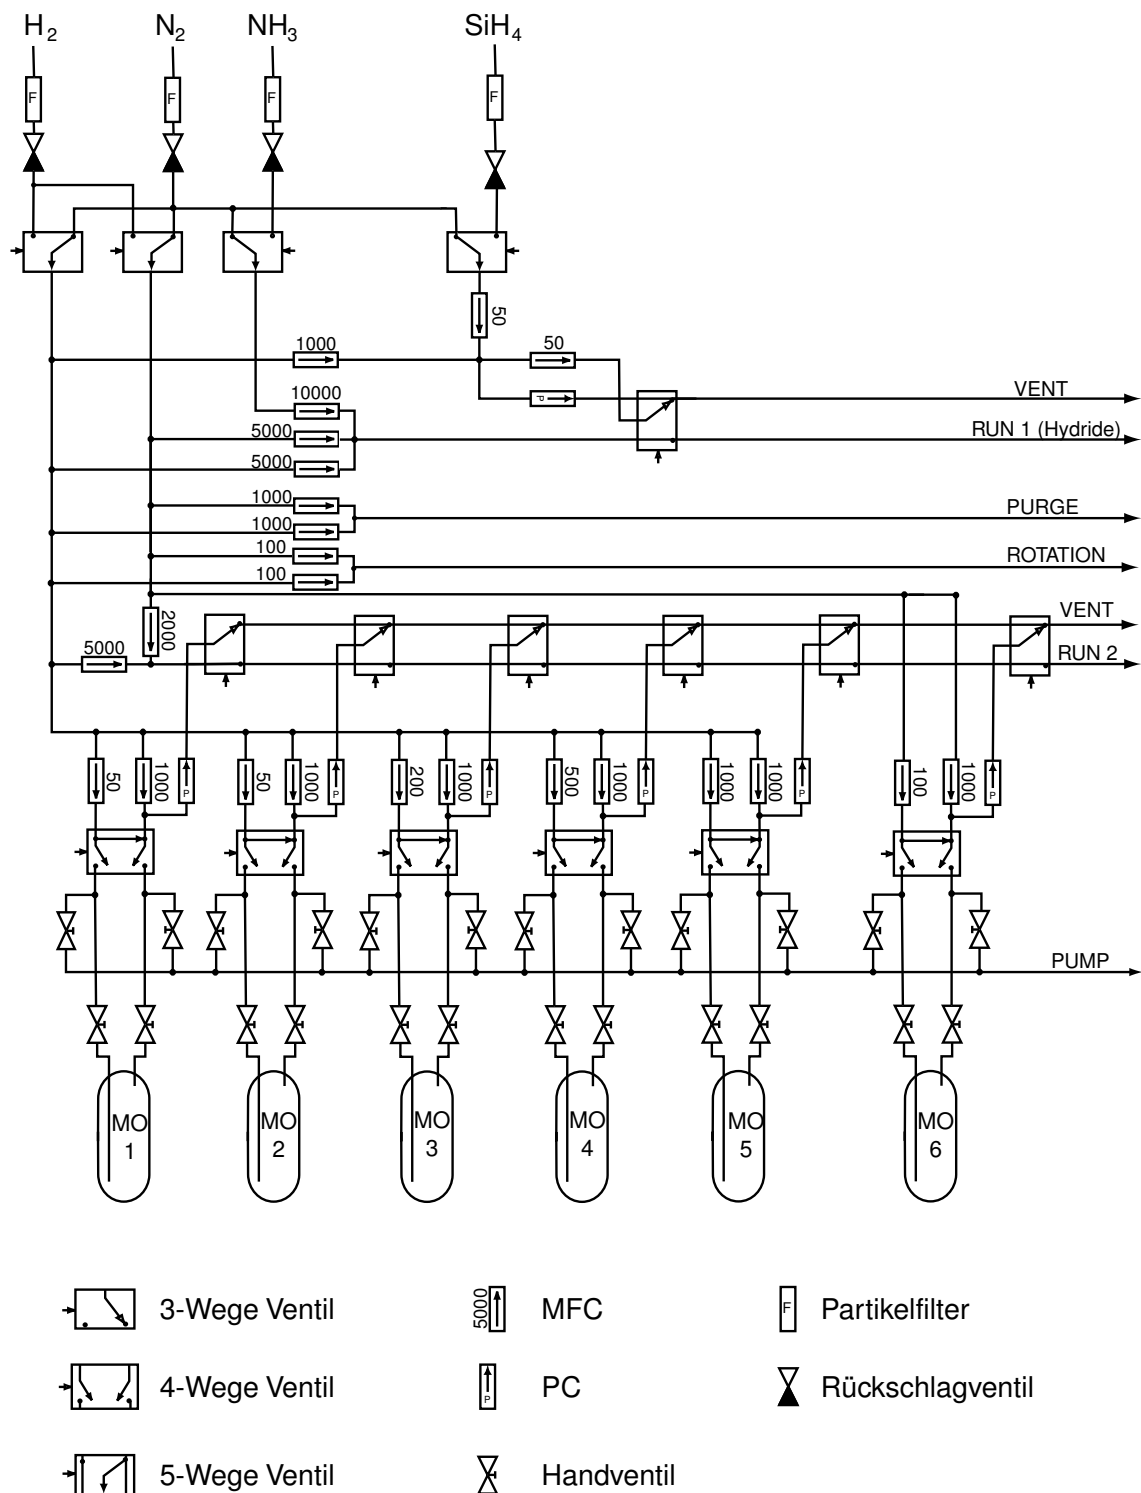 H2 N2 NH3 SiH4
F F F F
50
1000 50
10000 P VENT
5000 RUN 1 (Hydride)
5000
1000 PURGE
1000
100 ROTATION
100
2000 VENT
5000 RUN 2
50 1000 P 50 1000 P 200 1000 P 500 1000 P 1000 1000 P 100 1000 P
PUMP
MO MO MO MO MO MO
1 2 3 4 5 6
3-Wege Ventil 5000 MFC F Partikelfilter
4-Wege Ventil P PC Rückschlagventil
5-Wege Ventil Handventil